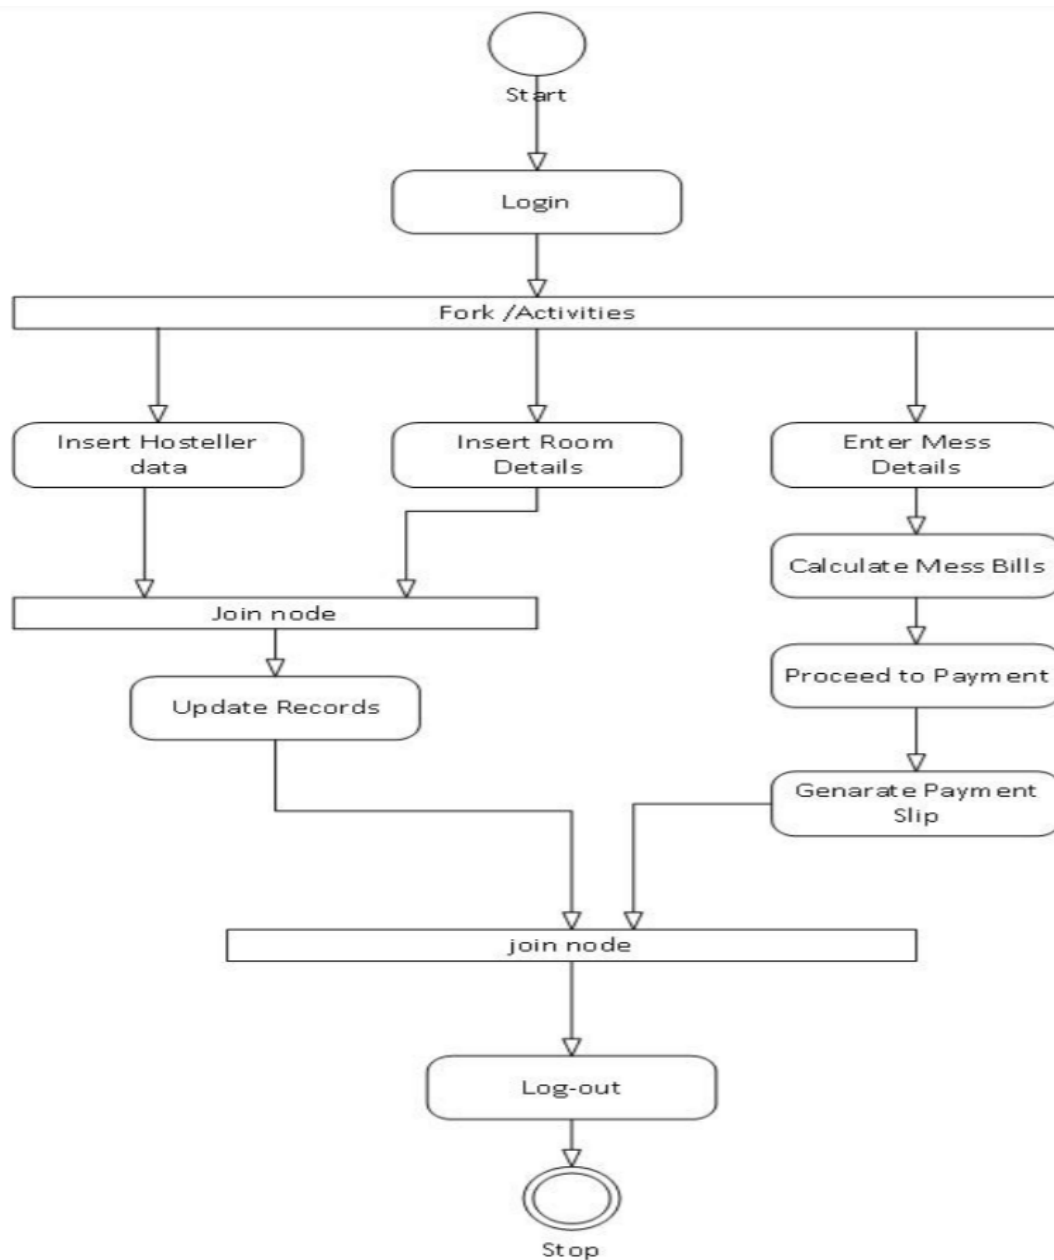 Start
Login
Fork /Activities
Insert Hosteller
data
Insert Room
Details
Enter Mess
Details
Calculate Mess Bills
Join node
Proceed to Payment
Update Records
Genarate Payment
Slip
join node
Log-out
Stop